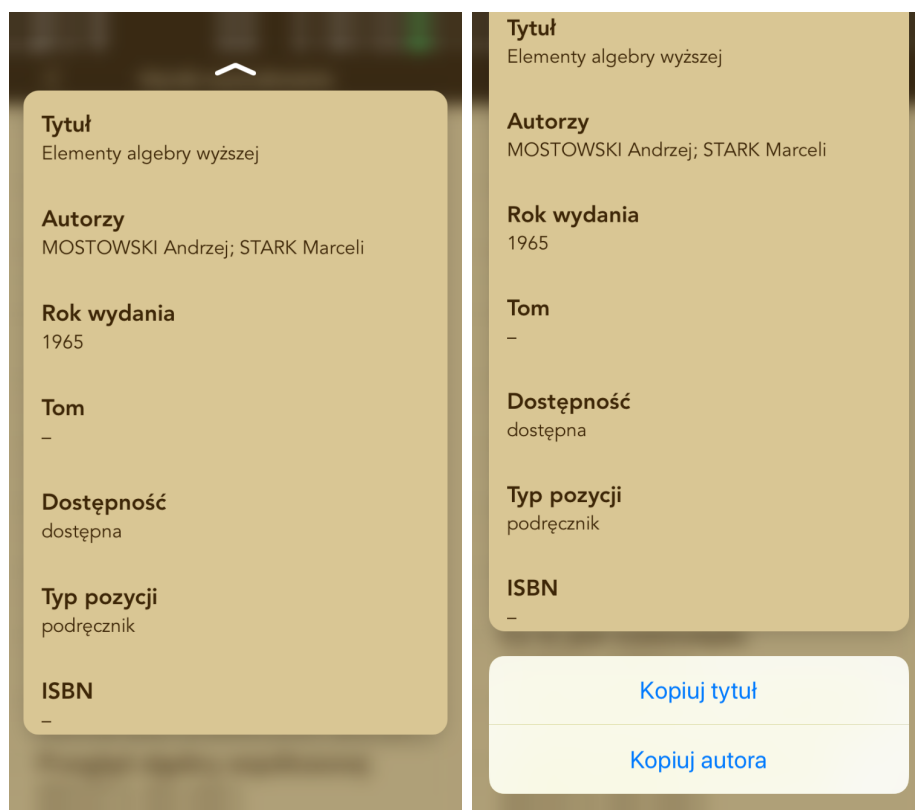 Tytuł
Elementy algebry wyższej
Autorzy
MOSTOWSKI Andrzej; STARK Marceli
Rok wydania
1965
Tom
–
Dostępność
dostępna
Typ pozycji
podręcznik
ISBN
–
Tytuł
Elementy algebry wyższej
Autorzy
MOSTOWSKI Andrzej; STARK Marceli
Rok wydania
1965
Tom
–
Dostępność
dostępna
Typ pozycji
podręcznik
ISBN
–
Kopiuj tytuł
Kopiuj autora